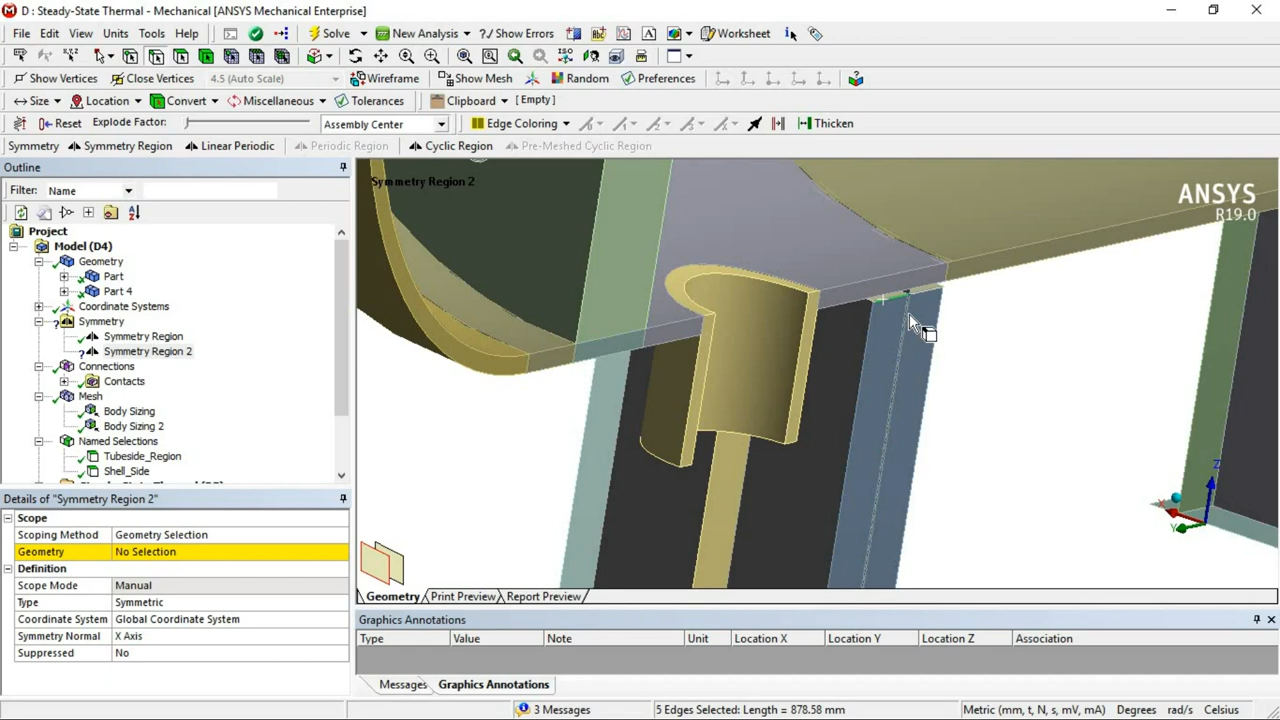 D : Steady-State Thermal - Mechanical [ANSYS Mechanical Enterprise]
File Edit View Units Tools Help Solve New Analysis ? Show Errors Worksheet
Show Vertices Close Vertices 4.5 (Auto Scale) Wireframe Show Mesh Random Preferences
Size Location Convert Miscellaneous Tolerances Clipboard [ Empty ]
Reset Explode Factor: Assembly Center Edge Coloring Thicken
Symmetry Symmetry Region Linear Periodic Periodic Region Cyclic Region Pre-Meshed Cyclic Region
Outline
Filter: Name
Project
Model (D4)
Geometry
Part
Part 4
Coordinate Systems
Symmetry
Symmetry Region
Symmetry Region 2
Connections
Contacts
Mesh
Body Sizing
Body Sizing 2
Named Selections
Tubeside_Region
Shell_Side
Details of "Symmetry Region 2"
Scope
Scoping Method Geometry Selection
Geometry No Selection
Definition
Scope Mode Manual
Type Symmetric
Coordinate System Global Coordinate System
Symmetry Normal X Axis
Suppressed No
Symmetry Region 2
ANSYS
R19.0
Z
X
Y
Geometry Print Preview Report Preview
Graphics Annotations
Type Value Note Unit Location X Location Y Location Z Association
Messages Graphics Annotations
3 Messages 5 Edges Selected: Length = 878.58 mm Metric (mm, t, N, s, mV, mA) Degrees rad/s Celsius